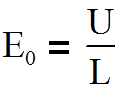 E₀ = U/L